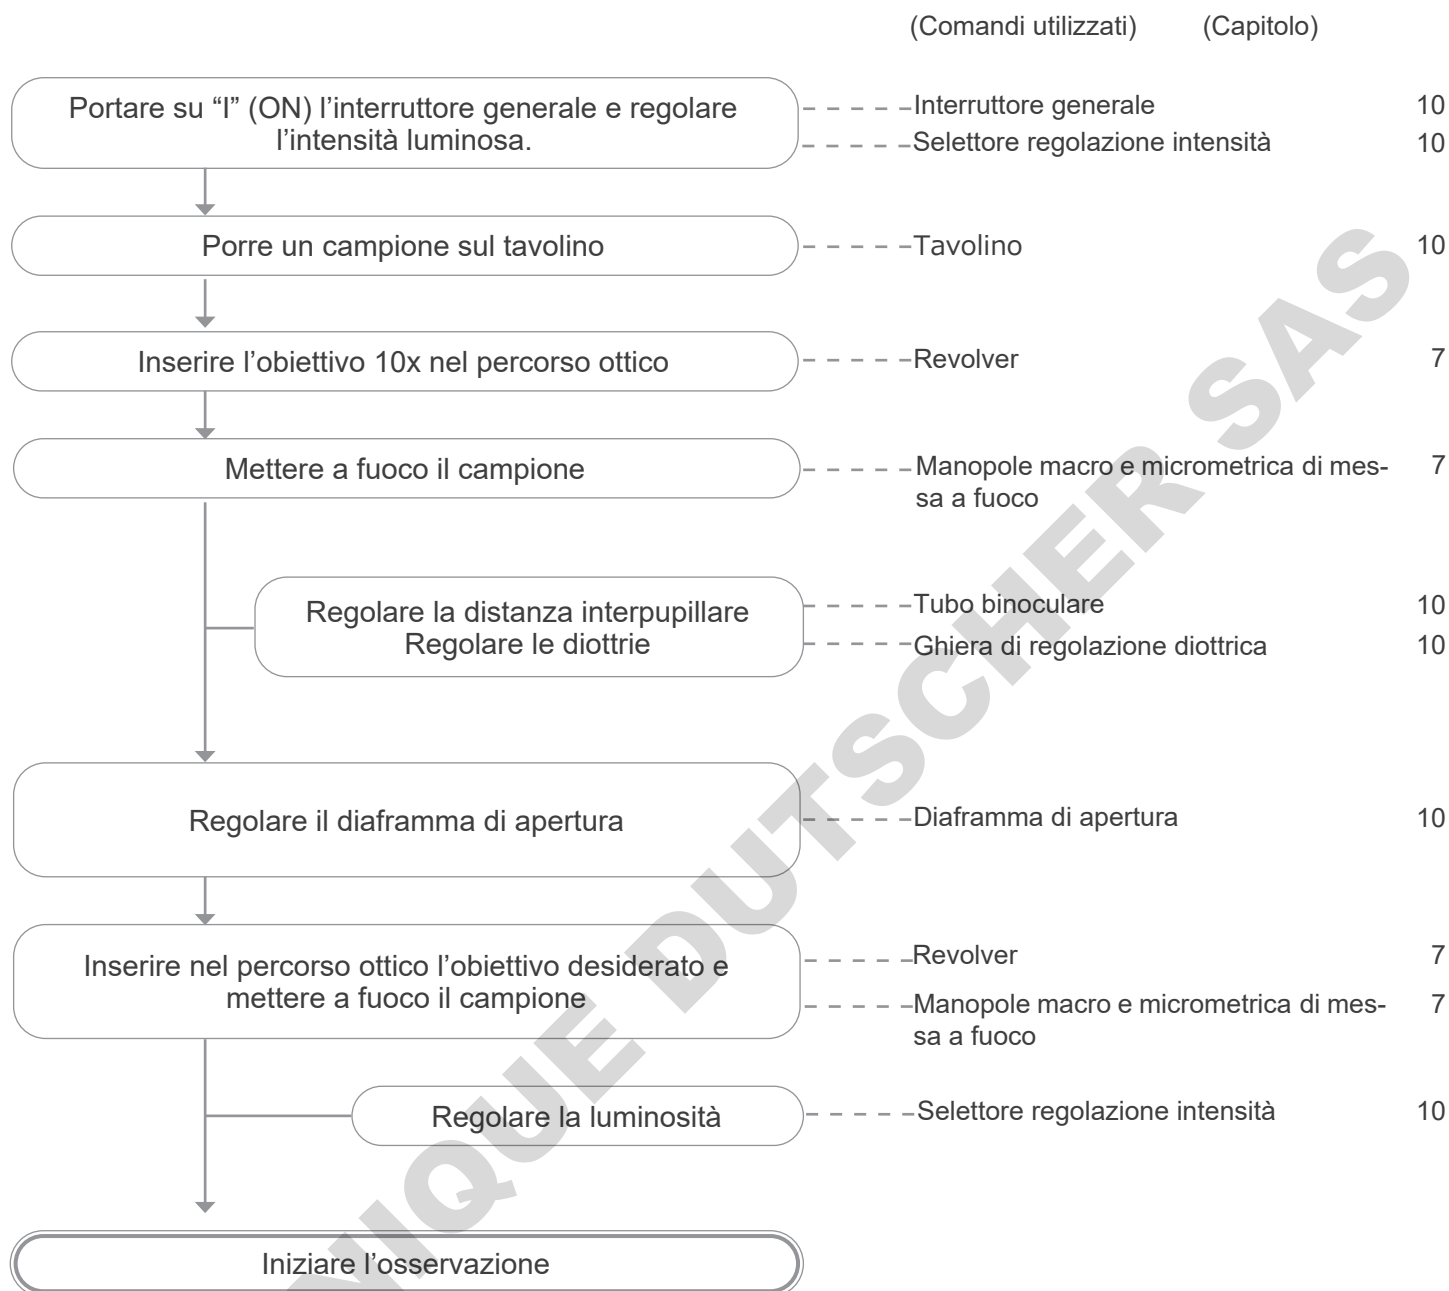 (Comandi utilizzati) (Capitolo)
Portare su “I” (ON) l’interruttore generale e regolare
l’intensità luminosa.
Interruttore generale 10
Selettore regolazione intensità 10
Porre un campione sul tavolino
Tavolino 10
Inserire l’obiettivo 10x nel percorso ottico
Revolver 7
Mettere a fuoco il campione
Manopole macro e micrometrica di mes- 7
sa a fuoco
Regolare la distanza interpupillare
Regolare le diottrie
Tubo binoculare 10
Ghiera di regolazione diottrica 10
Regolare il diaframma di apertura
Diaframma di apertura 10
Inserire nel percorso ottico l’obiettivo desiderato e
mettere a fuoco il campione
Revolver 7
Manopole macro e micrometrica di mes- 7
sa a fuoco
Regolare la luminosità
Selettore regolazione intensità 10
Iniziare l’osservazione
NIQUE DUTSCHER SAS